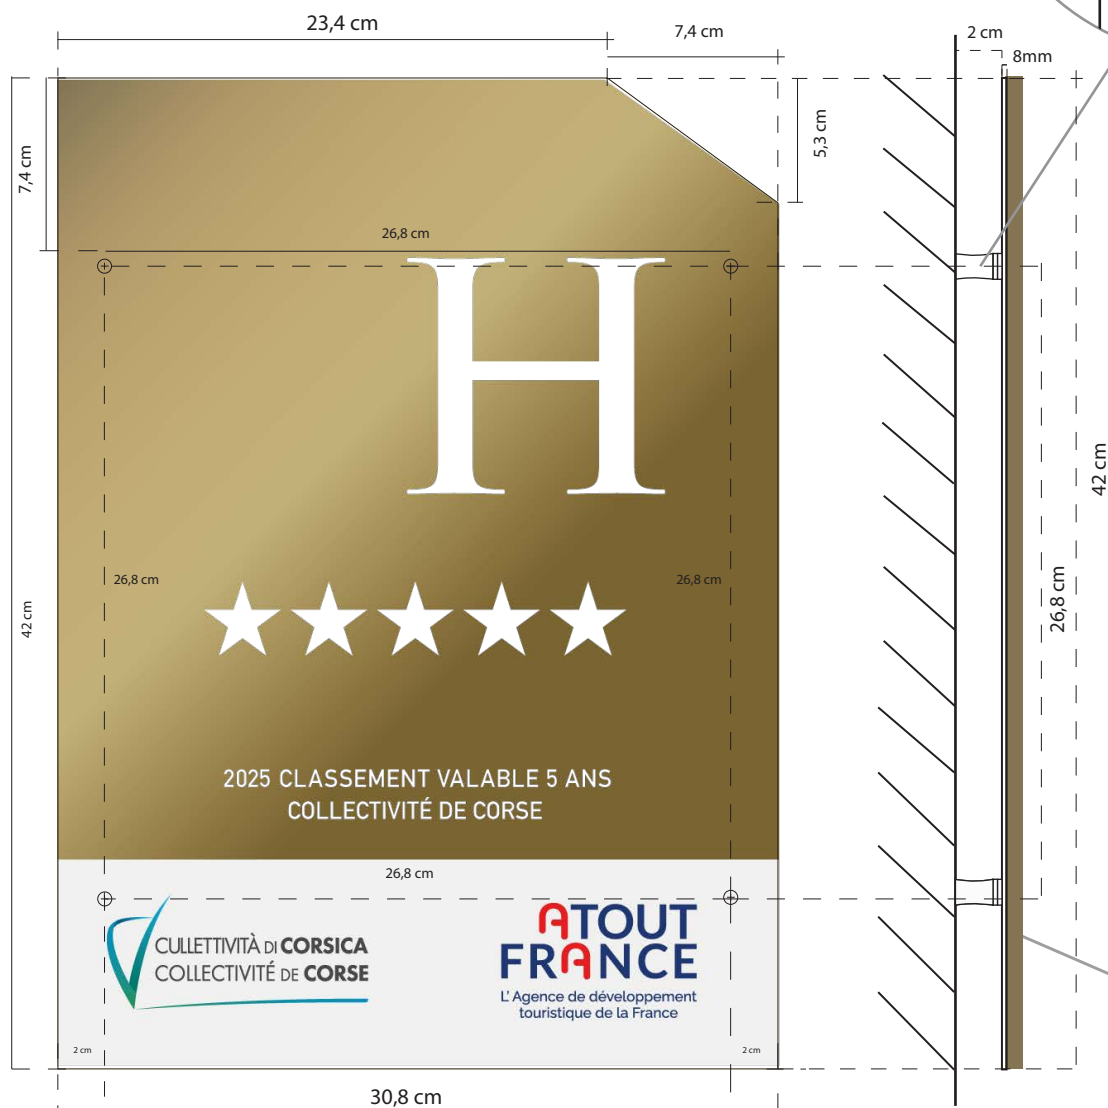 23,4 cm
7,4 cm
2 cm
8mm
7,4 cm
5,3 cm
26,8 cm
H
42 cm
26,8 cm
26,8 cm
26,8 cm
42 cm
2025 CLASSEMENT VALABLE 5 ANS
COLLECTIVITÉ DE CORSE
26,8 cm
CULLETTIVITÀ DI CORSICA
COLLECTIVITÉ DE CORSE
ATOUT
FRANCE
L'Agence de développement
touristique de la France
2 cm
2 cm
30,8 cm